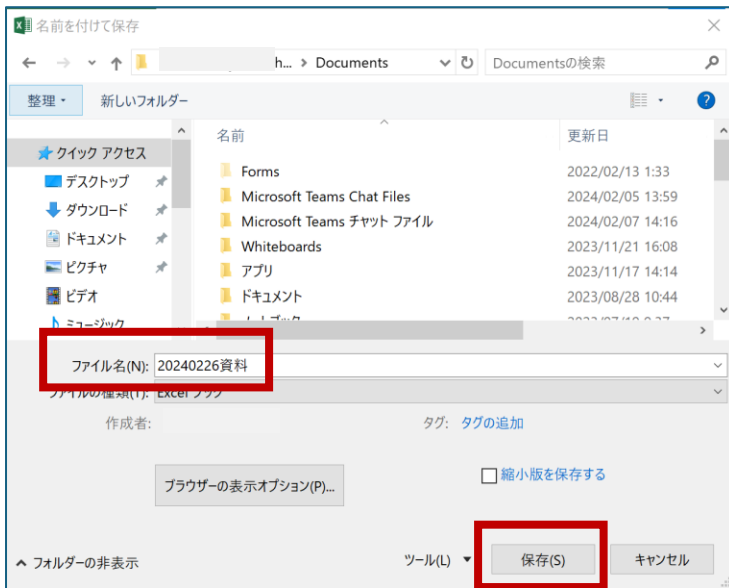 名前を付けて保存
h... > Documents
Documentsの検索
整理
新しいフォルダー
名前
更新日
クイック アクセス
デスクトップ
ダウンロード
ドキュメント
ピクチャ
ビデオ
ミュージック
Forms 2022/02/13 1:33
Microsoft Teams Chat Files 2024/02/05 13:59
Microsoft Teams チャット ファイル 2024/02/07 14:16
Whiteboards 2023/11/21 16:08
アプリ 2023/11/17 14:14
ドキュメント 2023/08/28 10:44
ファイル名(N): 20240226資料
ファイルの種類(T): Excel ブック
作成者:
タグ: タグの追加
ブラウザーの表示オプション(P)...
縮小版を保存する
フォルダーの非表示
ツール(L)
保存(S)
キャンセル